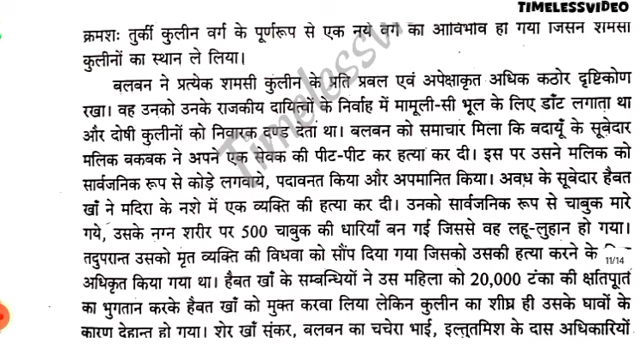 TIMELESSVIDEO
क्रमशः तुर्की कुलीन वर्ग के पूर्णरूप से एक नये वर्ग का आविर्भाव हो गया जिसने शमसी
कुलीनों का स्थान ले लिया।
बलबन ने प्रत्येक शमसी कुलीन के प्रति प्रबल एवं अपेक्षाकृत अधिक कठोर दृष्टिकोण
रखा। वह उनको उनके राजकीय दायित्वों के निर्वाह में मामूली-सी भूल के लिए डाँट लगाता था
और दोषी कुलीनों को निवारक दण्ड देता था। बलबन को समाचार मिला कि बदायूँ के सूबेदार
मलिक बकबक ने अपने एक सेवक की पीट-पीट कर हत्या कर दी। इस पर उसने मलिक को
सार्वजनिक रूप से कोड़े लगवाये, पदावनत किया और अपमानित किया। अवध के सूबेदार हैबत
खाँ ने मदिरा के नशे में एक व्यक्ति की हत्या कर दी। उनको सार्वजनिक रूप से चाबुक मारे
गये, उसके नग्न शरीर पर 500 चाबुक की धारियाँ बन गई जिससे वह लहू-लुहान हो गया।
तदुपरान्त उसको मृत व्यक्ति की विधवा को सौंप दिया गया जिसको उसकी हत्या करने के 11/14
अधिकृत किया गया था। हैबत खाँ के सम्बन्धियों ने उस महिला को 20,000 टंका की क्षतिपूर्ति
का भुगतान करके हैबत खाँ को मुक्त करवा लिया लेकिन कुलीन का शीघ्र ही उसके घावों के
कारण देहान्त हो गया। शेर खाँ सुंकर, बलबन का चचेरा भाई, इल्तुतमिश के दास अधिकारियों